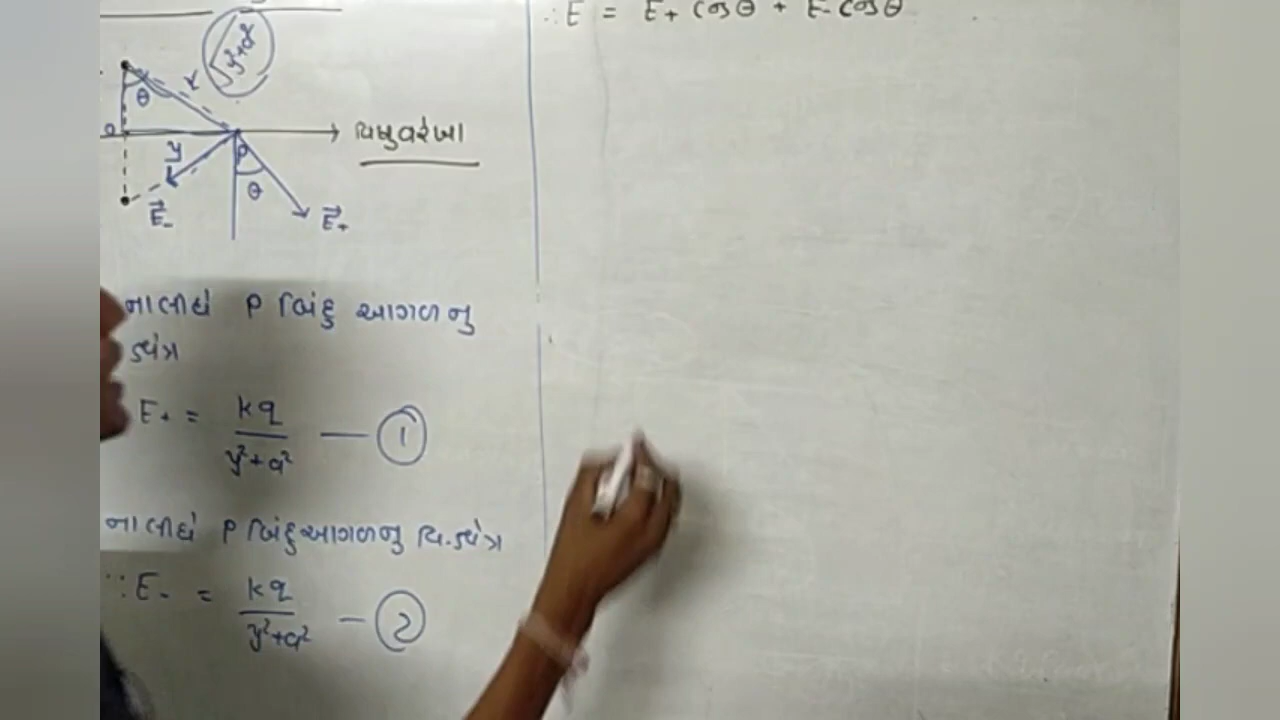 √y²+a²
r
θ
a
વિષુવરેખા
y
θ
E⃗₋
E⃗₊
ના લીધે P બિંદુ આગળનુ
ક્ષેત્ર
E₊ = kq / y²+a² — ①
ના લીધે P બિંદુ આગળનુ વિ.ક્ષેત્ર
∵ E₋ = kq / y²+a² — ②
∴ E = E₊ cosθ + E₋ cosθ